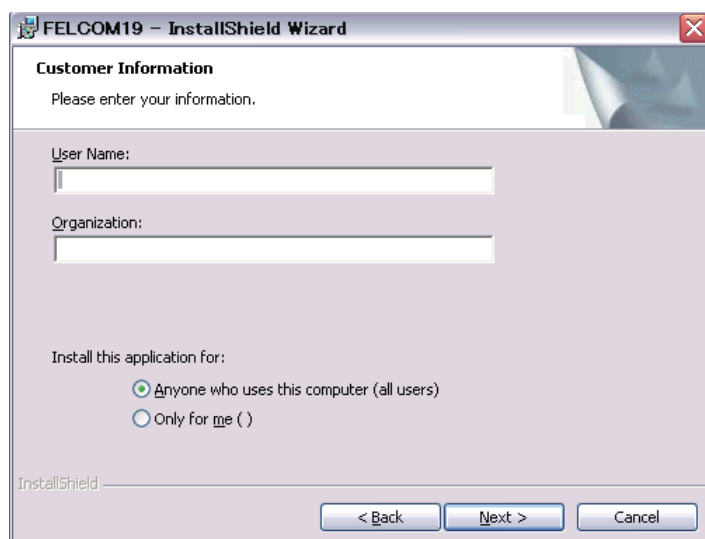 FELCOM19 - InstallShield Wizard
Customer Information
Please enter your information.
User Name:
Organization:
Install this application for:
Anyone who uses this computer (all users)
Only for me ( )
InstallShield
< Back
Next >
Cancel